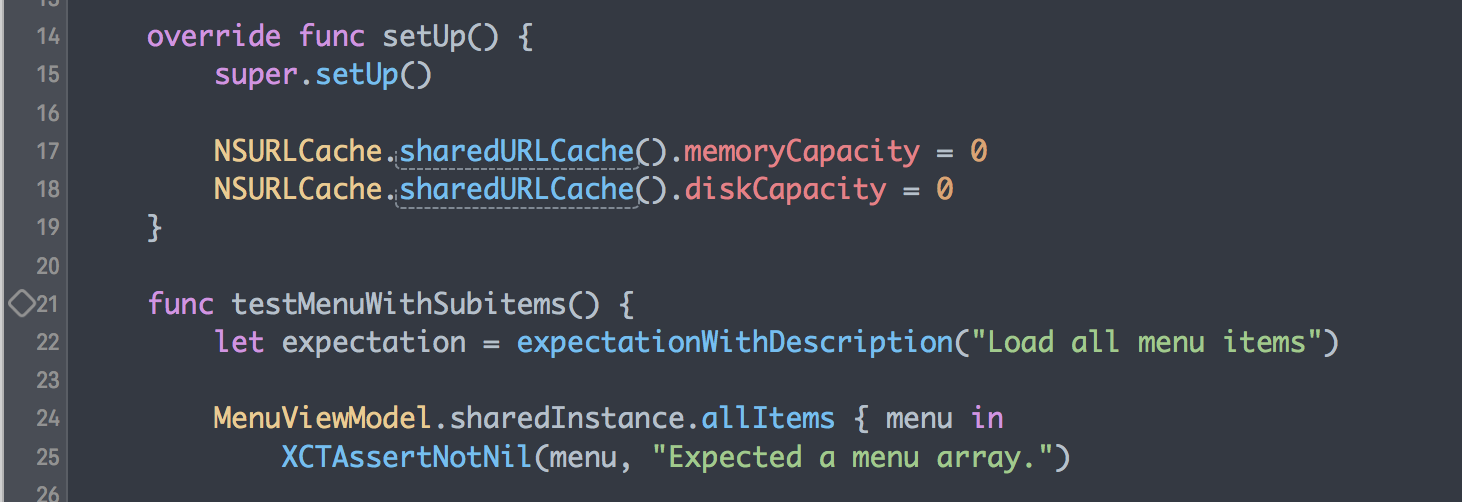 13
14 override func setUp() {
15 super.setUp()
16
17 NSURLCache.sharedURLCache().memoryCapacity = 0
18 NSURLCache.sharedURLCache().diskCapacity = 0
19 }
20
21 func testMenuWithSubitems() {
22 let expectation = expectationWithDescription("Load all menu items")
23
24 MenuViewModel.sharedInstance.allItems { menu in
25 XCTAssertNotNil(menu, "Expected a menu array.")
26